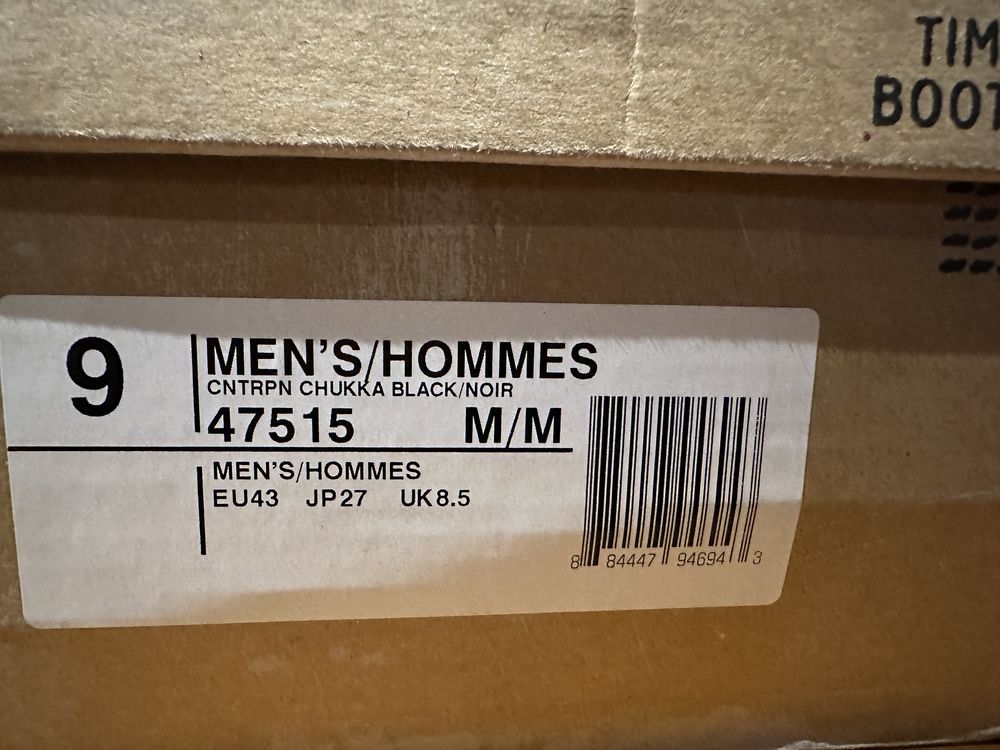 TIM
BOOT
9
MEN'S/HOMMES
CNTRPN CHUKKA BLACK/NOIR
47515 M/M
MEN'S/HOMMES
EU43 JP27 UK8.5
8 84447 94694 3